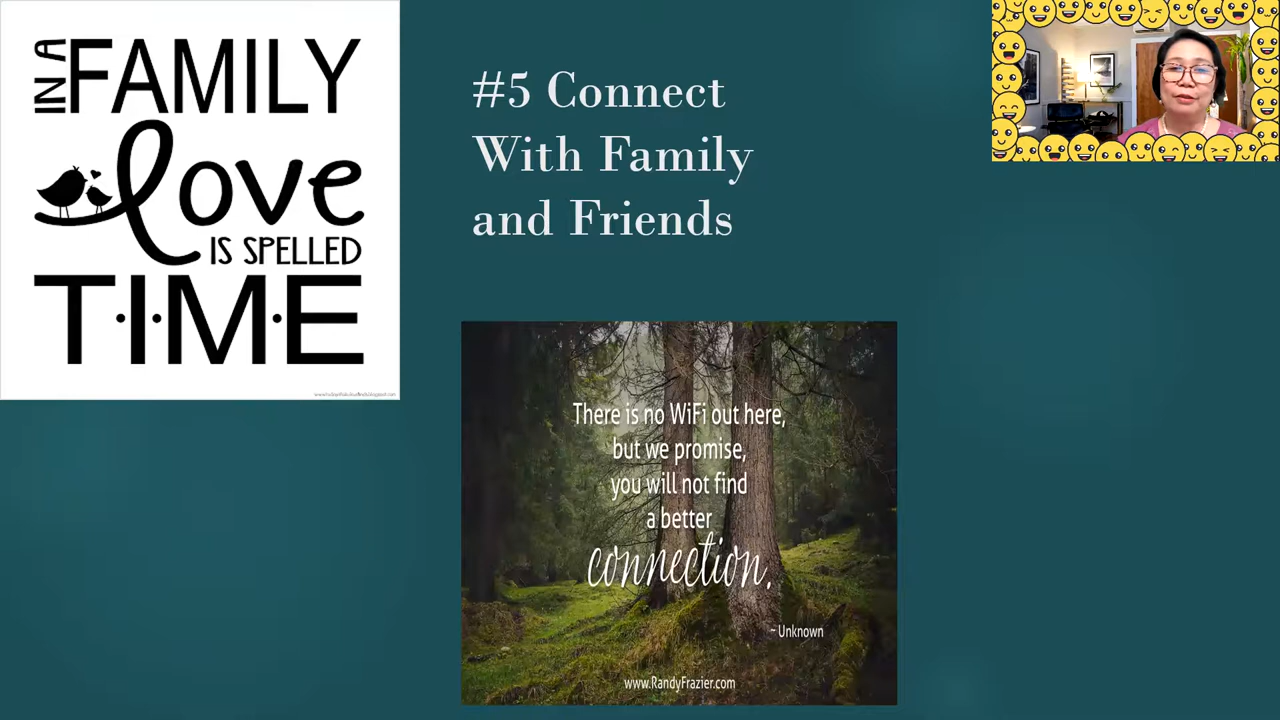 IN A FAMILY
love
IS SPELLED
T·I·M·E
#5 Connect
With Family
and Friends
There is no WiFi out here,
but we promise,
you will not find
a better
connection.
~ Unknown
www.RandyFrazier.com